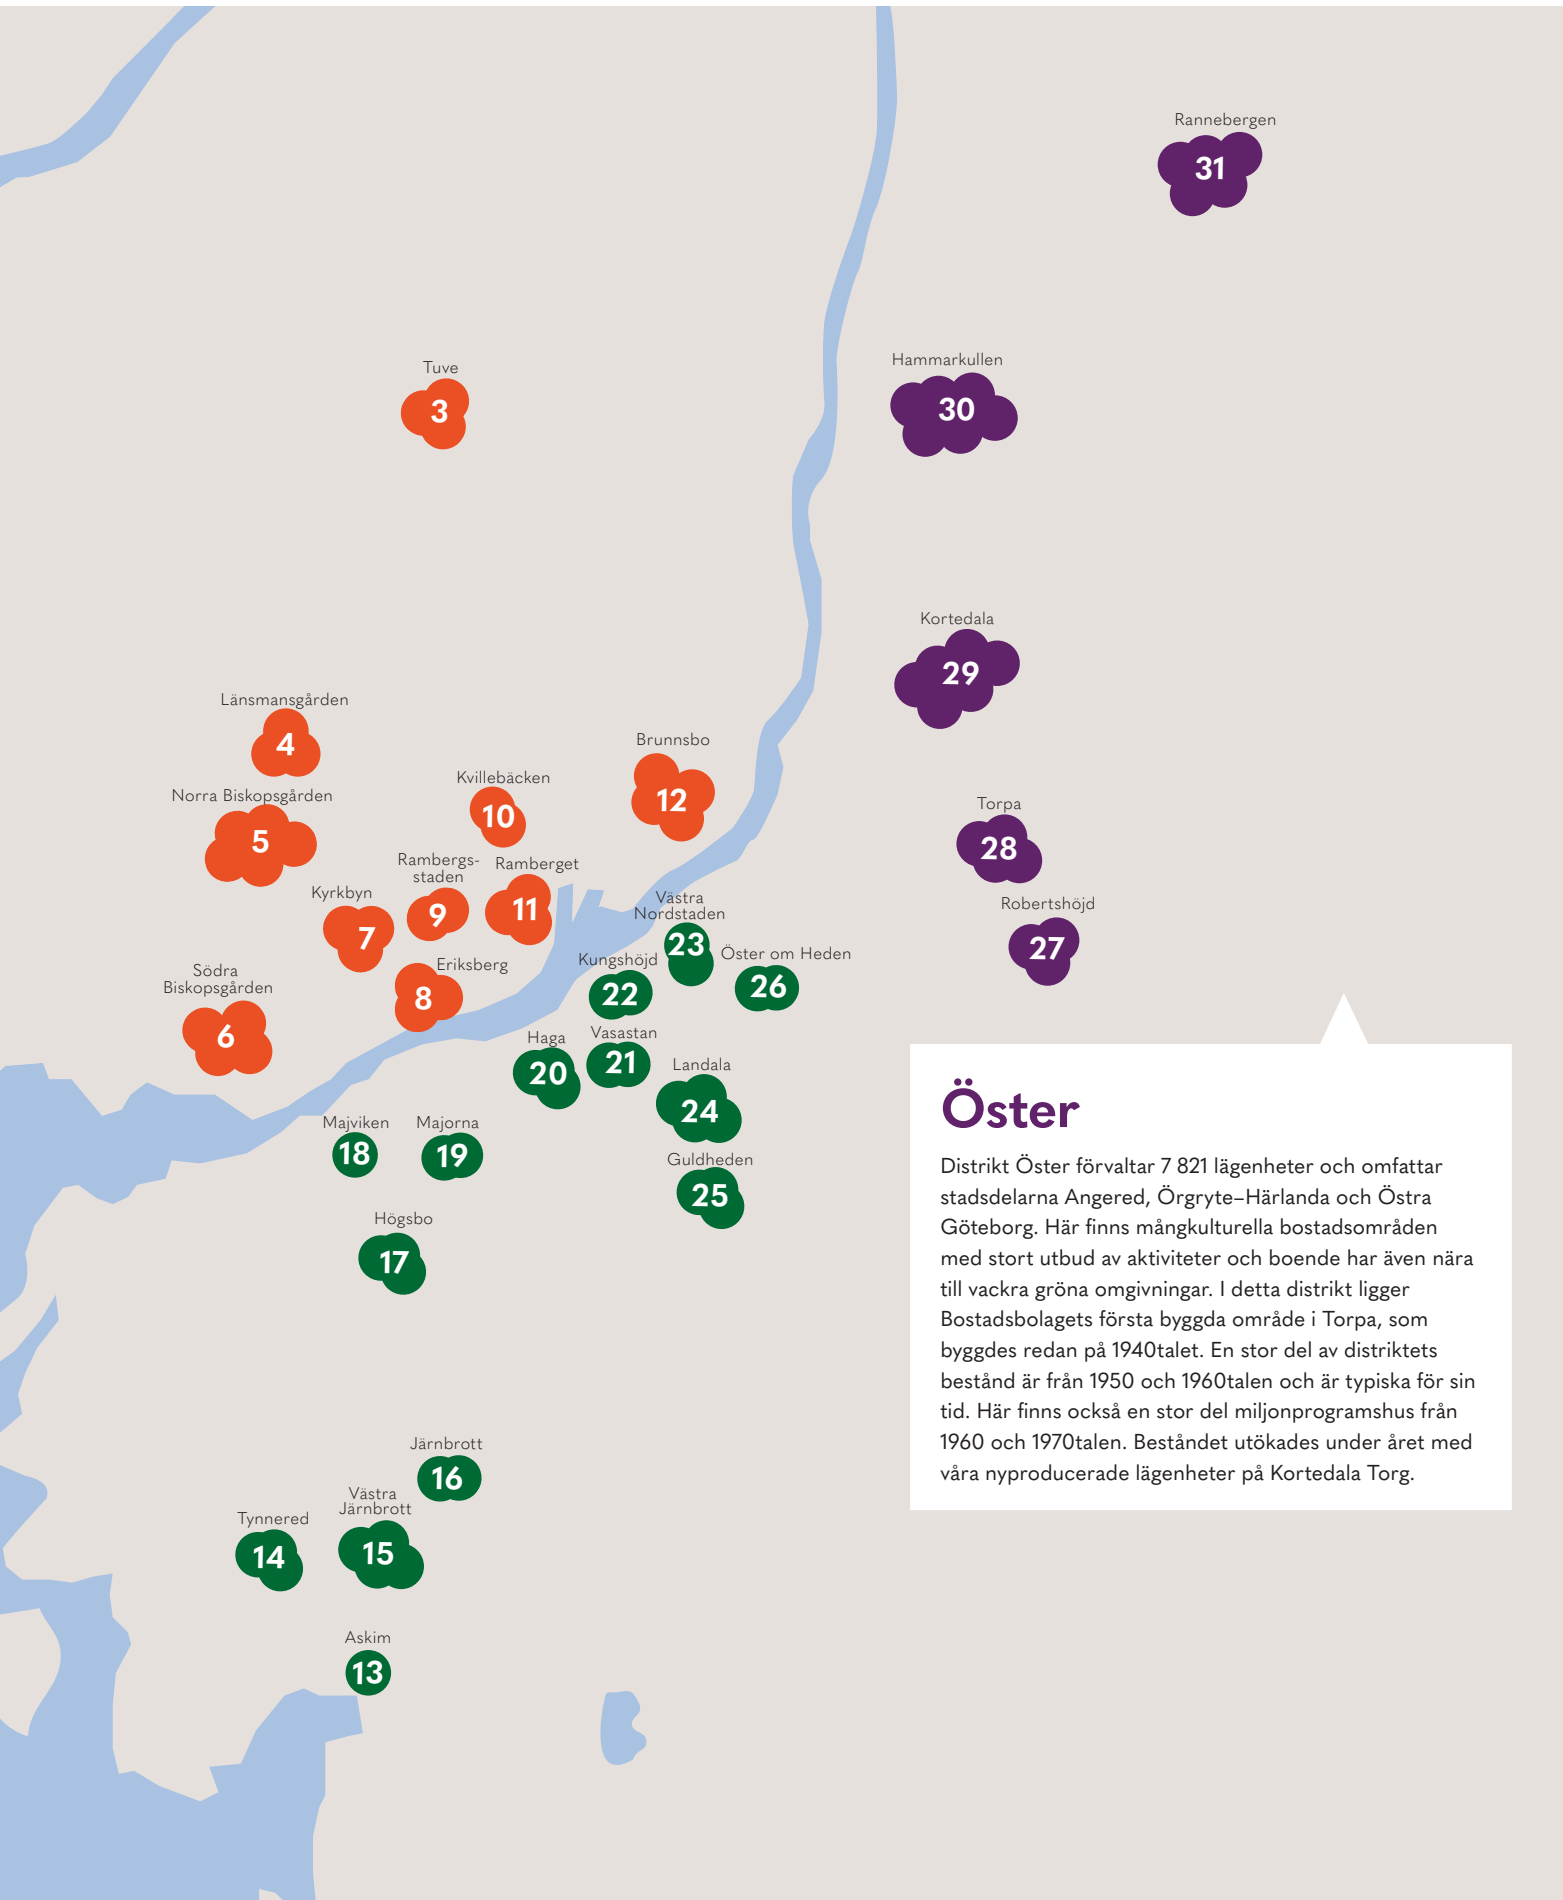 Rannebergen
31
Tuve
3
Hammarkullen
30
Kortedala
29
Länsmansgården
4
Brunnsbo
12
Kvillebäcken
10
Norra Biskopsgården
5
Torpa
28
Rambergs-
staden
9
Ramberget
11
Kyrkbyn
7
Västra
Nordstaden
23
Robertshöjd
27
Öster om Heden
26
Kungshöjd
22
Eriksberg
8
Södra
Biskopsgården
6
Haga
20
Vasastan
21
Landala
24
Majviken
18
Majorna
19
Guldheden
25
Högsbo
17
Öster
Distrikt Öster förvaltar 7 821 lägenheter och omfattar
stadsdelarna Angered, Örgryte–Härlanda och Östra
Göteborg. Här finns mångkulturella bostadsområden
med stort utbud av aktiviteter och boende har även nära
till vackra gröna omgivningar. I detta distrikt ligger
Bostadsbolagets första byggda område i Torpa, som
byggdes redan på 1940talet. En stor del av distriktets
bestånd är från 1950 och 1960talen och är typiska för sin
tid. Här finns också en stor del miljonprogramshus från
1960 och 1970talen. Beståndet utökades under året med
våra nyproducerade lägenheter på Kortedala Torg.
Järnbrott
16
Västra
Järnbrott
15
Tynnered
14
Askim
13